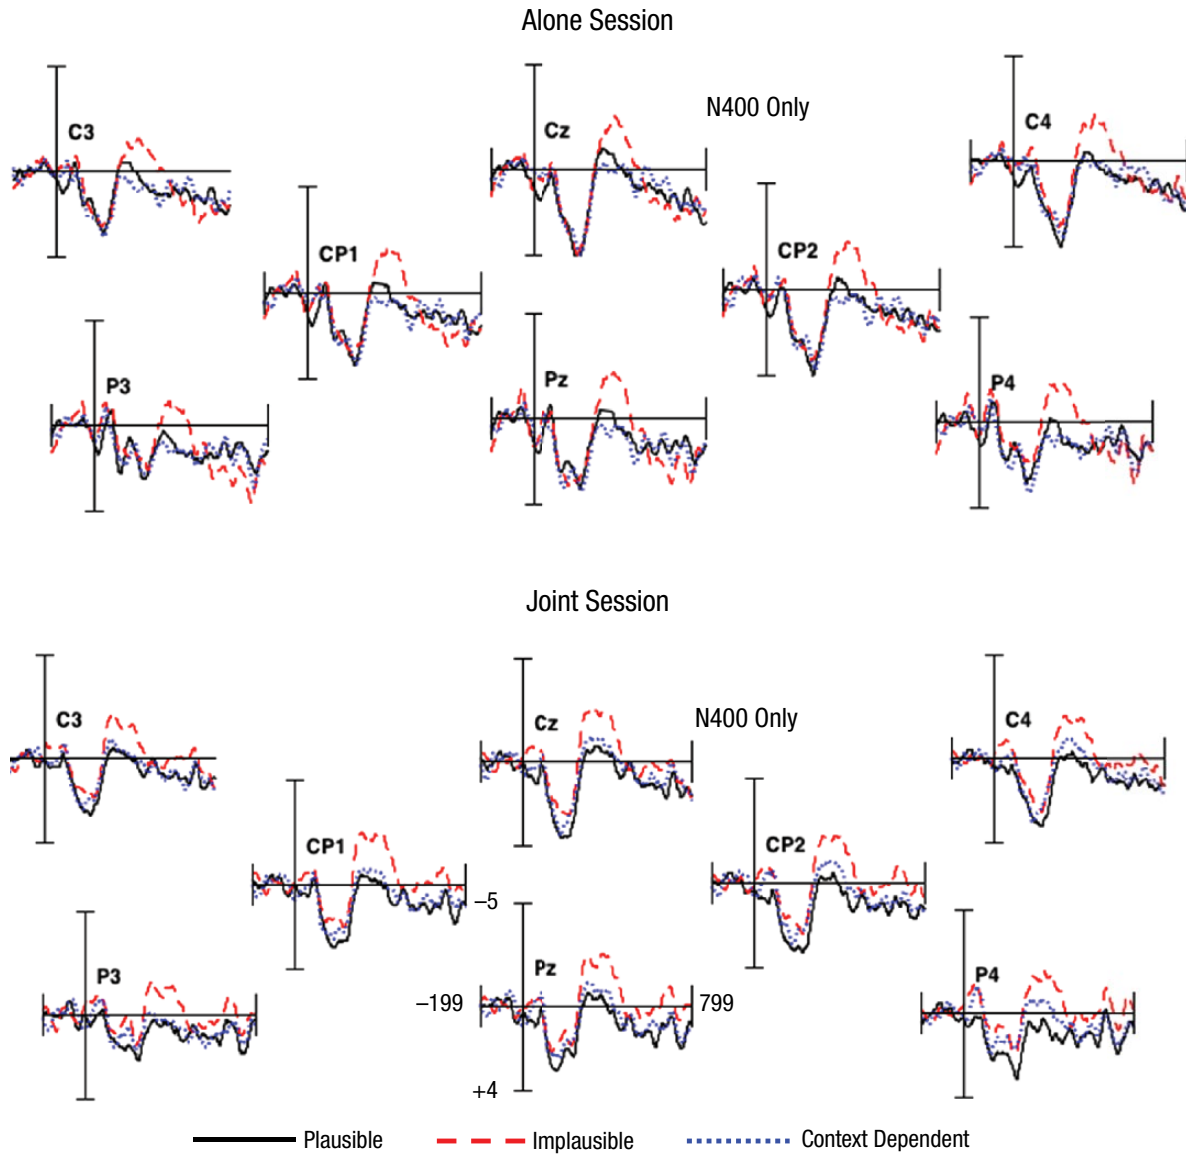 Alone Session
N400 Only
C3
Cz
C4
CP1
CP2
P3
Pz
P4
Joint Session
N400 Only
C3
Cz
C4
CP1
CP2
–5
P3
Pz
P4
–199
799
+4
Plausible
Implausible
Context Dependent